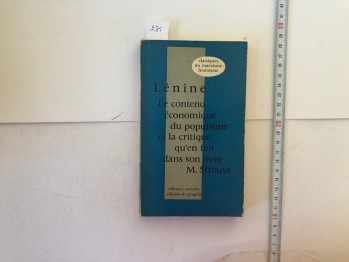 285
classiques
du marxisme-
léninisme
Lénine
Le contenu
économique
du populisme
et la critique
qu'en fait
dans son livre
M. Strouvé
éditions sociales
éditions du progrès